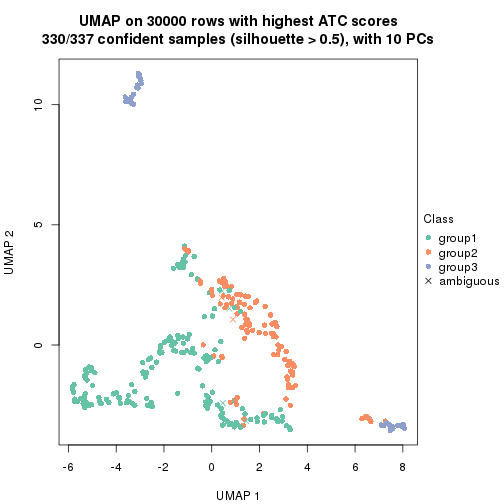 UMAP on 30000 rows with highest ATC scores
330/337 confident samples (silhouette > 0.5), with 10 PCs
10
5
0
UMAP 2
-6 -4 -2 0 2 4 6 8
UMAP 1
Class
group1
group2
group3
ambiguous